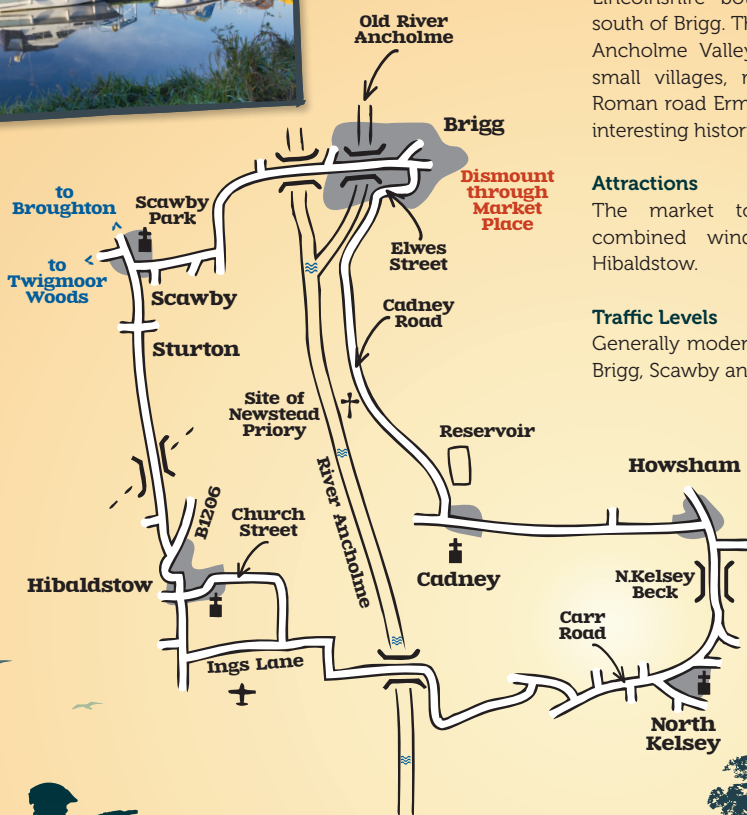 Old River
Ancholme
Brigg
Dismount
through
Market
Place
to
Broughton
Scawby
Park
to
Twigmoor
Woods
Elwes
Street
Scawby
Cadney
Road
Sturton
Site of
Newstead
Priory
Reservoir
Howsham
B1206
Church
Street
River Ancholme
Hibaldstow
Cadney
N.Kelsey
Beck
Carr
Road
Ings Lane
North
Kelsey
south of Brigg. Th
Ancholme Valley
small villages, r
Roman road Erm
interesting histor
Attractions
The market to
combined wind
Hibaldstow.
Traffic Levels
Generally moder
Brigg, Scawby an